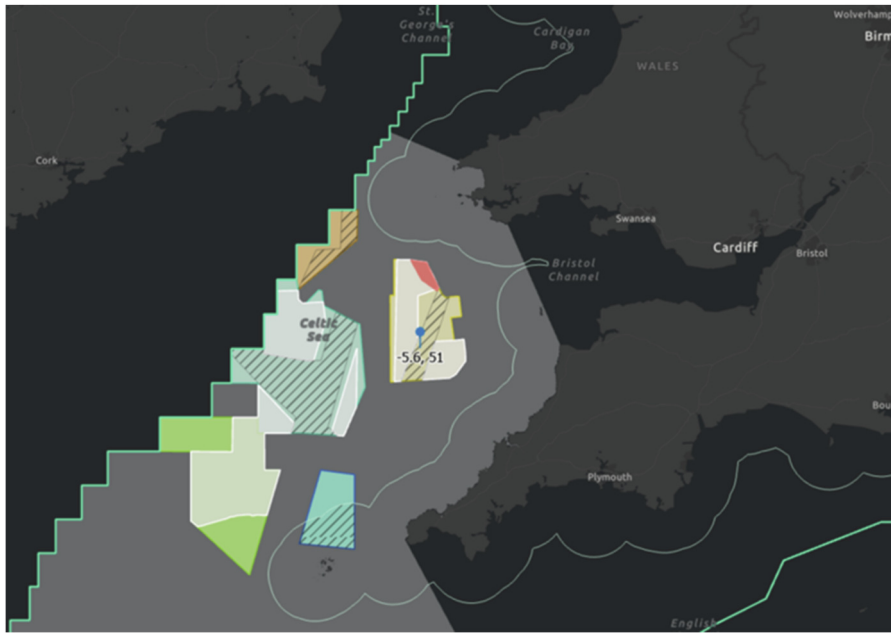 St.
George's
Channel
Cardigan
Bay
Wolverhamp
Birm
WALES
Cork
Swansea
Cardiff
Bristol
Bristol
Channel
Celtic
Sea
-5.6, 51
Bou
Plymouth
English